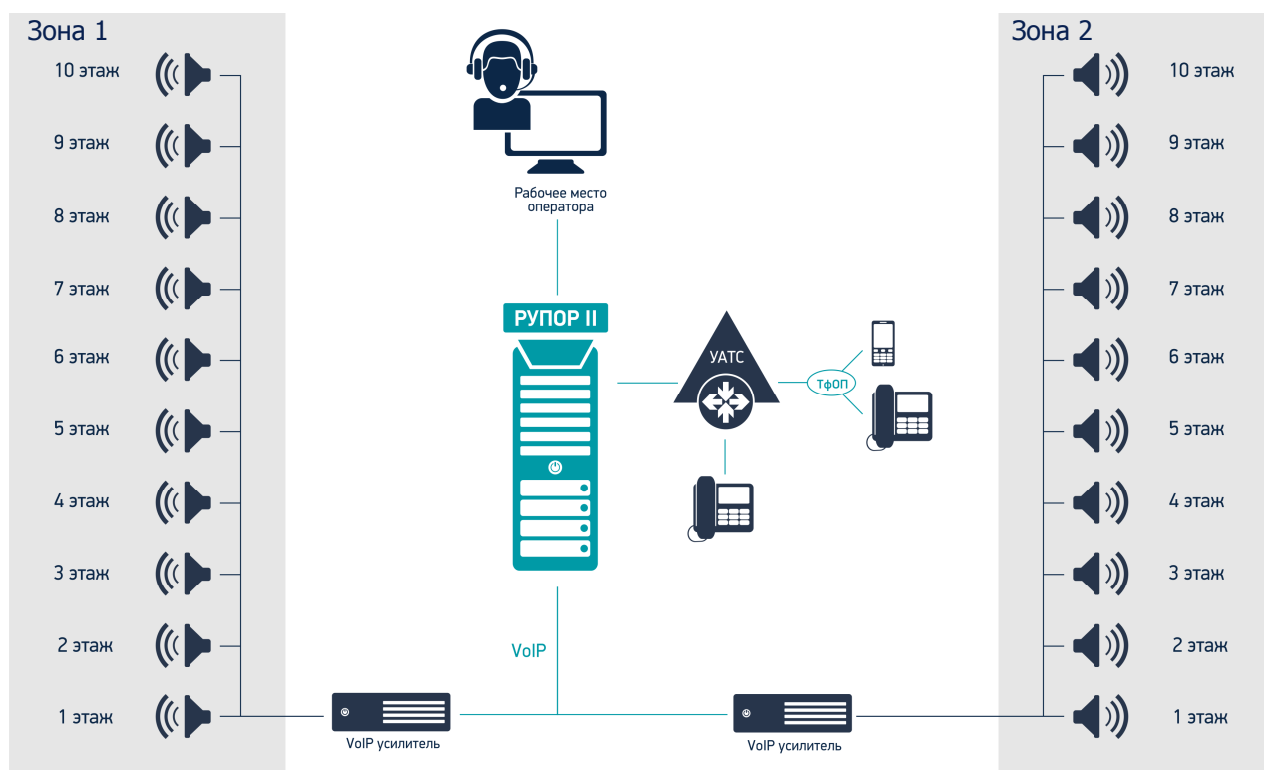 Зона 1
10 этаж
9 этаж
8 этаж
7 этаж
6 этаж
5 этаж
4 этаж
3 этаж
2 этаж
1 этаж
Рабочее место
оператора
РУПОР II
УАТС
ТфОП
VoIP
VoIP усилитель
VoIP усилитель
Зона 2
10 этаж
9 этаж
8 этаж
7 этаж
6 этаж
5 этаж
4 этаж
3 этаж
2 этаж
1 этаж